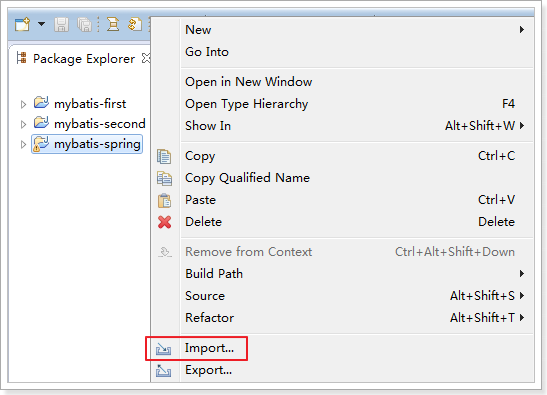 Package Explorer
mybatis-first
mybatis-second
mybatis-spring
New
Go Into
Open in New Window
Open Type Hierarchy F4
Show In Alt+Shift+W
Copy Ctrl+C
Copy Qualified Name
Paste Ctrl+V
Delete Delete
Remove from Context Ctrl+Alt+Shift+Down
Build Path
Source Alt+Shift+S
Refactor Alt+Shift+T
Import...
Export...